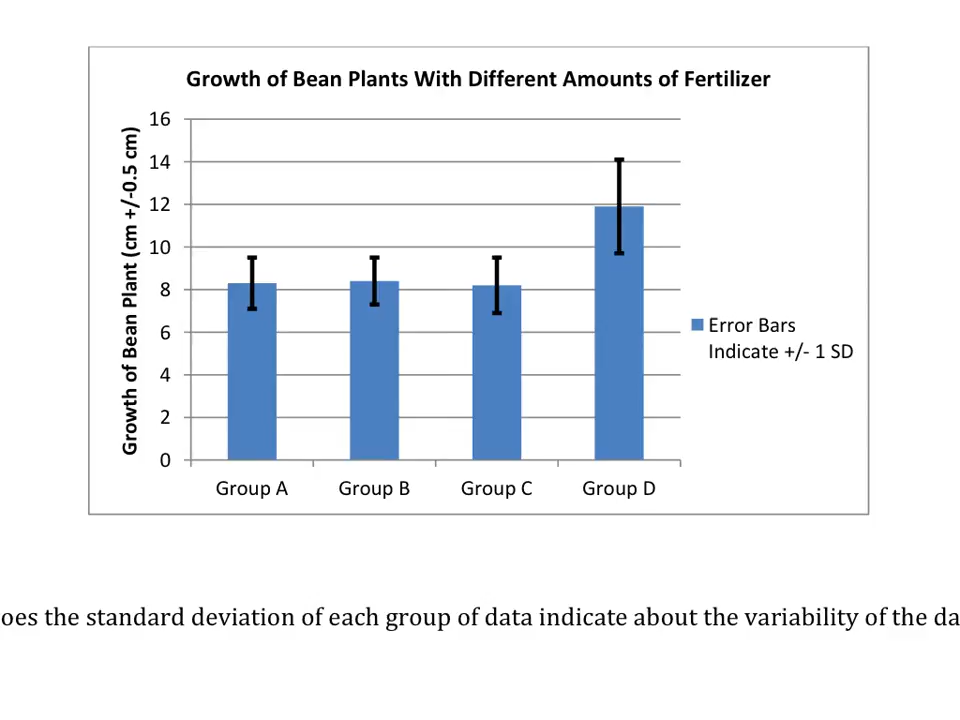 Growth of Bean Plants With Different Amounts of Fertilizer
Growth of Bean Plant (cm +/-0.5 cm)
16
14
12
10
8
6
4
2
0
Group A
Group B
Group C
Group D
Error Bars
Indicate +/- 1 SD
oes the standard deviation of each group of data indicate about the variability of the da